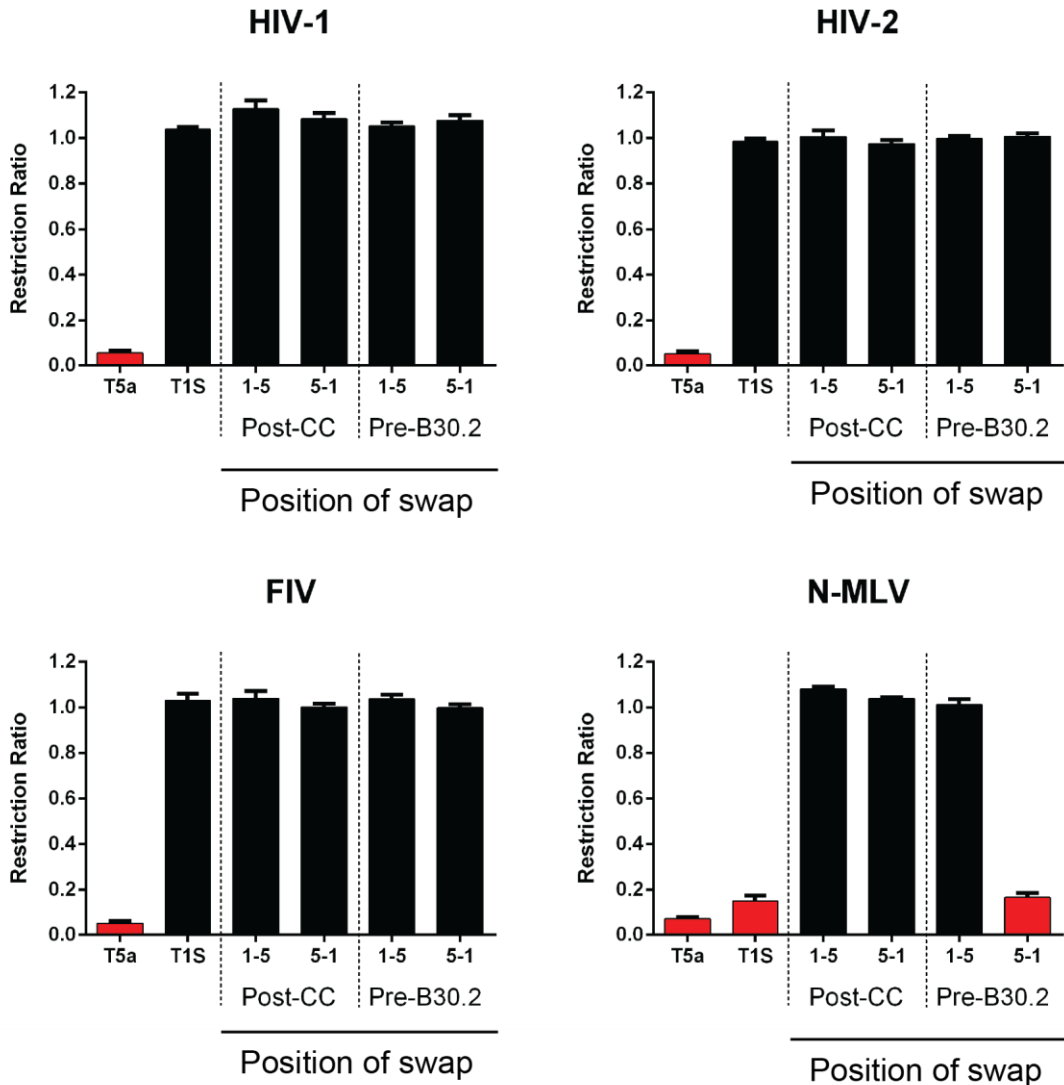 HIV-1
Restriction Ratio
1.2
1.0
0.8
0.6
0.4
0.2
0.0
T5a T1S 1-5 5-1 1-5 5-1
Post-CC Pre-B30.2
Position of swap
HIV-2
Restriction Ratio
1.2
1.0
0.8
0.6
0.4
0.2
0.0
T5a T1S 1-5 5-1 1-5 5-1
Post-CC Pre-B30.2
Position of swap
FIV
Restriction Ratio
1.2
1.0
0.8
0.6
0.4
0.2
0.0
T5a T1S 1-5 5-1 1-5 5-1
Post-CC Pre-B30.2
Position of swap
N-MLV
Restriction Ratio
1.2
1.0
0.8
0.6
0.4
0.2
0.0
T5a T1S 1-5 5-1 1-5 5-1
Post-CC Pre-B30.2
Position of swap